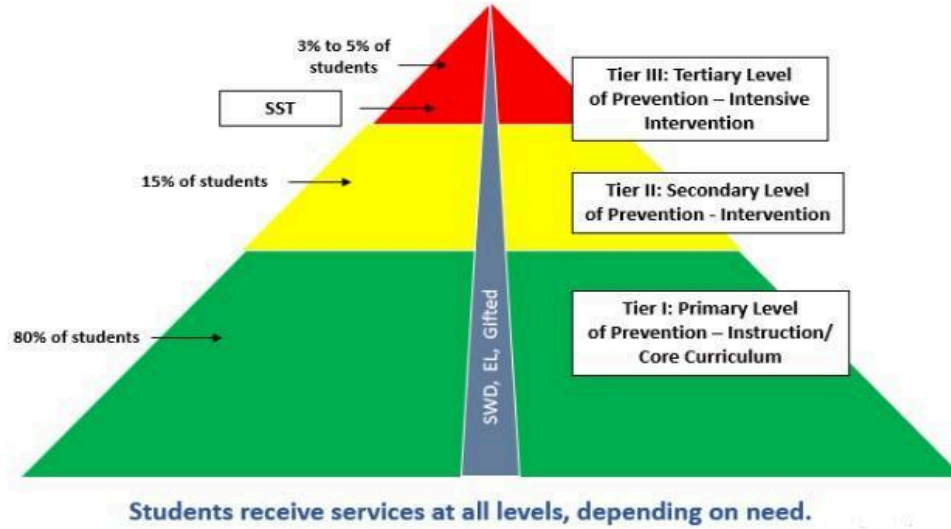 3% to 5% of
students
SST
Tier III: Tertiary Level
of Prevention – Intensive
Intervention
15% of students
Tier II: Secondary Level
of Prevention - Intervention
80% of students
Tier I: Primary Level
of Prevention – Instruction/
Core Curriculum
SWD, EL, Gifted
Students receive services at all levels, depending on need.